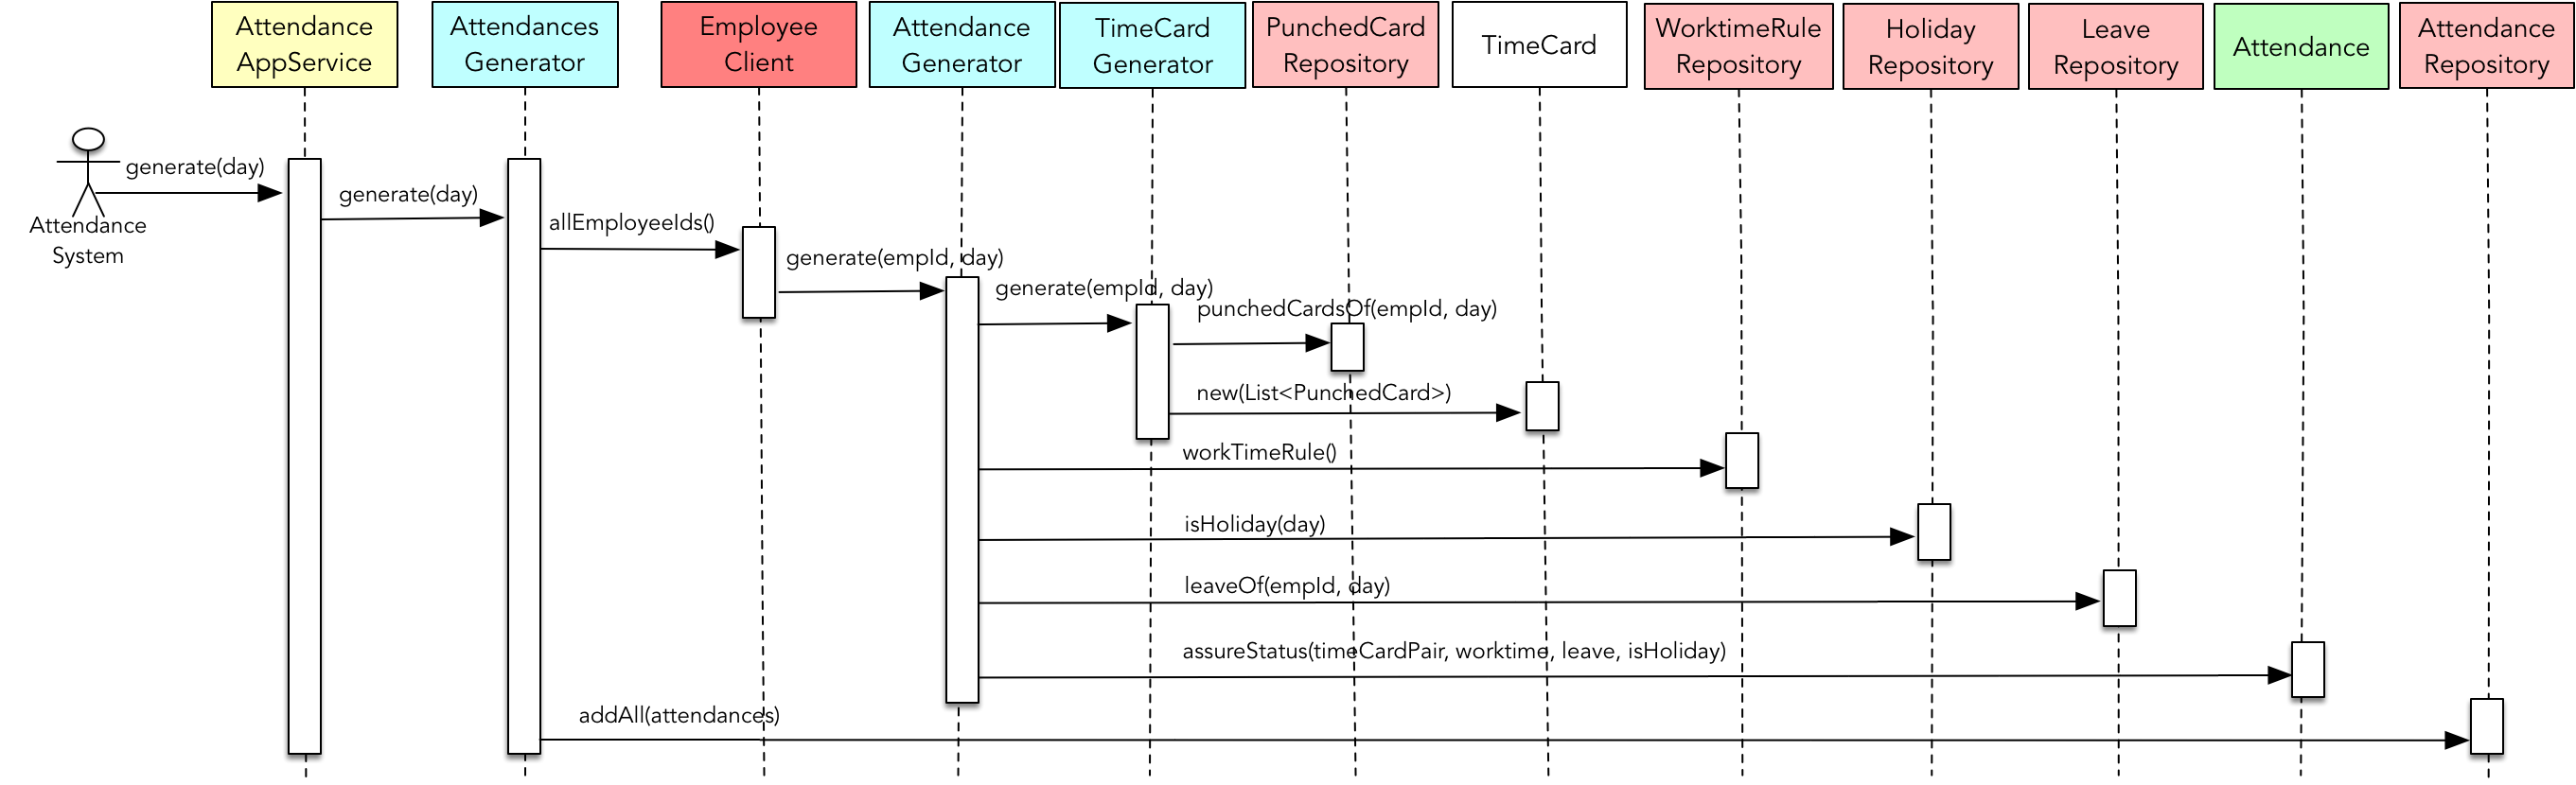 Attendance
AppService
Attendances
Generator
Employee
Client
Attendance
Generator
TimeCard
Generator
PunchedCard
Repository
TimeCard
WorktimeRule
Repository
Holiday
Repository
Leave
Repository
Attendance
Attendance
Repository
generate(day)
Attendance
System
generate(day)
allEmployeeIds()
generate(empId, day)
generate(empId, day)
punchedCardsOf(empId, day)
new(List<PunchedCard>)
workTimeRule()
isHoliday(day)
leaveOf(empId, day)
assureStatus(timeCardPair, worktime, leave, isHoliday)
addAll(attendances)